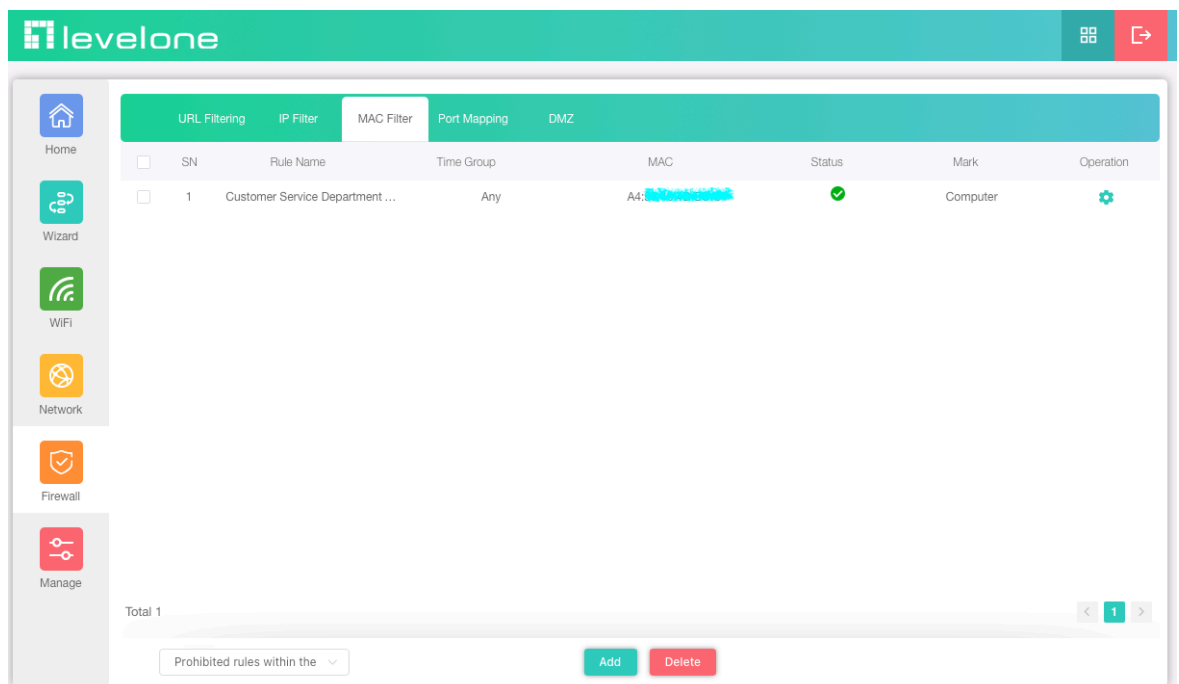 levelone
URL Filtering IP Filter MAC Filter Port Mapping DMZ
Home
SN Rule Name Time Group MAC Status Mark Operation
1 Customer Service Department ... Any A4: Computer
Wizard
WiFi
Network
Firewall
Manage
Total 1
1
Prohibited rules within the
Add
Delete